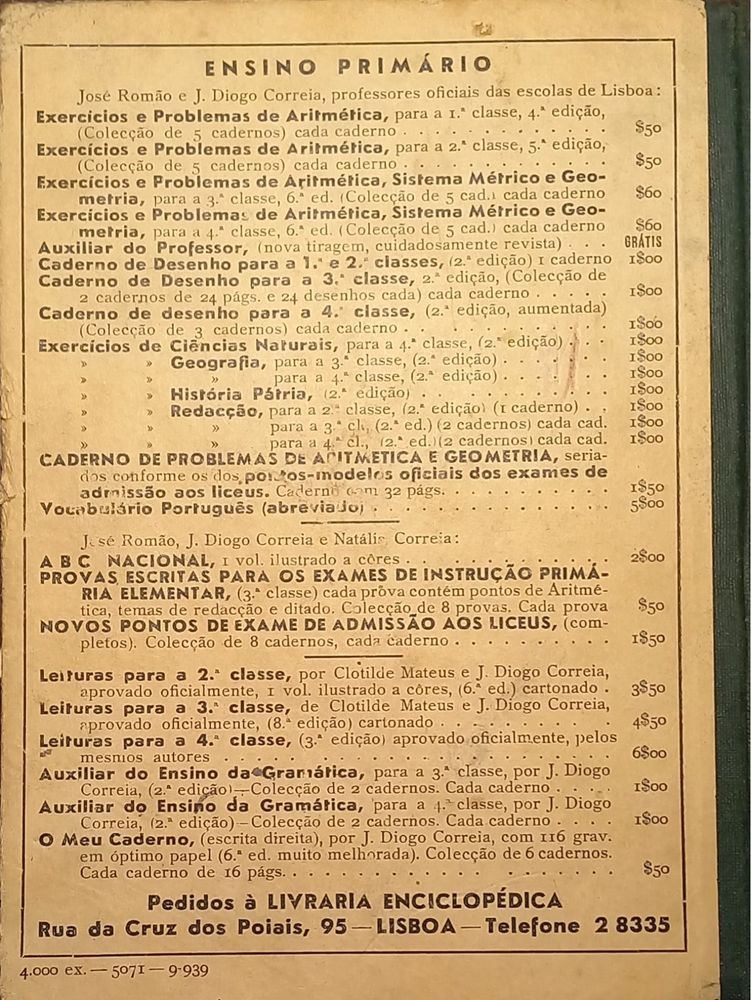 ENSINO PRIMÁRIO
José Romão e J. Diogo Correia, professores oficiais das escolas de Lisboa:
Exercícios e Problemas de Aritmética, para a 1.ª classe, 4.ª edição,
(Colecção de 5 cadernos) cada caderno . . . . . . . . . . . . $50
Exercícios e Problemas de Aritmética, para a 2.ª classe, 5.ª edição,
(Colecção de 5 cadernos) cada caderno . . . . . . . . . . . . $50
Exercícios e Problemas de Aritmética, Sistema Métrico e Geo-
metria, para a 3.ª classe, 6.ª ed. (Colecção de 5 cad.) cada caderno $60
Exercícios e Problemas de Aritmética, Sistema Métrico e Geo-
metria, para a 4.ª classe, 6.ª ed. (Colecção de 5 cad.) cada caderno $60
Auxiliar do Professor, (nova tiragem, cuidadosamente revista) . . . GRÁTIS
Caderno de Desenho para a 1.ª e 2.ª classes, (2.ª edição) 1 caderno 1$00
Caderno de Desenho para a 3.ª classe, 2.ª edição, (Colecção de
2 cadernos de 24 págs. e 24 desenhos cada) cada caderno . . . . . 1$00
Caderno de desenho para a 4.ª classe, (2.ª edição, aumentada)
(Colecção de 3 cadernos) cada caderno . . . . . . . . . . . . 1$00
Exercícios de Ciências Naturais, para a 4.ª classe, (2.ª edição) . . . 1$00
» » Geografia, para a 3.ª classe, (2.ª edição) . . . . . . . 1$00
» » » para a 4.ª classe, (2.ª edição) . . . . . . . 1$00
» » História Pátria, (2.ª edição) . . . . . . . . . . . . 1$00
» » Redacção, para a 2.ª classe, (2.ª edição) (1 caderno) . . 1$00
» » » para a 3.ª cl., (2.ª ed.) (2 cadernos) cada cad. 1$00
» » » para a 4.ª cl., (2.ª ed.) (2 cadernos) cada cad. 1$00
CADERNO DE PROBLEMAS DE ARITMETICA E GEOMETRIA, seria-
dos conforme os dos pontos-modelos oficiais dos exames de
admissão aos liceus. Caderno com 32 págs. . . . . . . . . . . 1$50
Vocabulário Português (abreviado) . . . . . . . . . . . . . . . . 5$00
José Romão, J. Diogo Correia e Natália Correia:
A B C NACIONAL, 1 vol. ilustrado a côres . . . . . . . . . . . . 2$00
PROVAS ESCRITAS PARA OS EXAMES DE INSTRUÇÃO PRIMÁ-
RIA ELEMENTAR, (3.ª classe) cada prova contém pontos de Aritmé-
tica, temas de redacção e ditado. Colecção de 8 provas. Cada prova $50
NOVOS PONTOS DE EXAME DE ADMISSÃO AOS LICEUS, (com-
pletos). Colecção de 8 cadernos, cada caderno . . . . . . . . . 1$50
Leituras para a 2.ª classe, por Clotilde Mateus e J. Diogo Correia,
aprovado oficialmente, 1 vol. ilustrado a côres, (6.ª ed.) cartonado . 3$50
Leituras para a 3.ª classe, de Clotilde Mateus e J. Diogo Correia,
aprovado oficialmente, (8.ª edição) cartonado . . . . . . . . . . 4$50
Leituras para a 4.ª classe, (3.ª edição) aprovado oficialmente, pelos
mesmos autores . . . . . . . . . . . . . . . . . . . . . . . 6$00
Auxiliar do Ensino da Gramática, para a 3.ª classe, por J. Diogo
Correia, (2.ª edição)—Colecção de 2 cadernos. Cada caderno . . . . 1$00
Auxiliar do Ensino da Gramática, para a 4.ª classe, por J. Diogo
Correia, (2.ª edição)—Colecção de 2 cadernos. Cada caderno . . . . 1$00
O Meu Caderno, (escrita direita), por J. Diogo Correia, com 116 grav.
em óptimo papel (6.ª ed. muito melhorada). Colecção de 6 cadernos.
Cada caderno de 16 págs. . . . . . . . . . . . . . . . . . . . $50
Pedidos à LIVRARIA ENCICLOPÉDICA
Rua da Cruz dos Poiais, 95—LISBOA—Telefone 2 8335
4.000 ex. — 5071 — 9-939